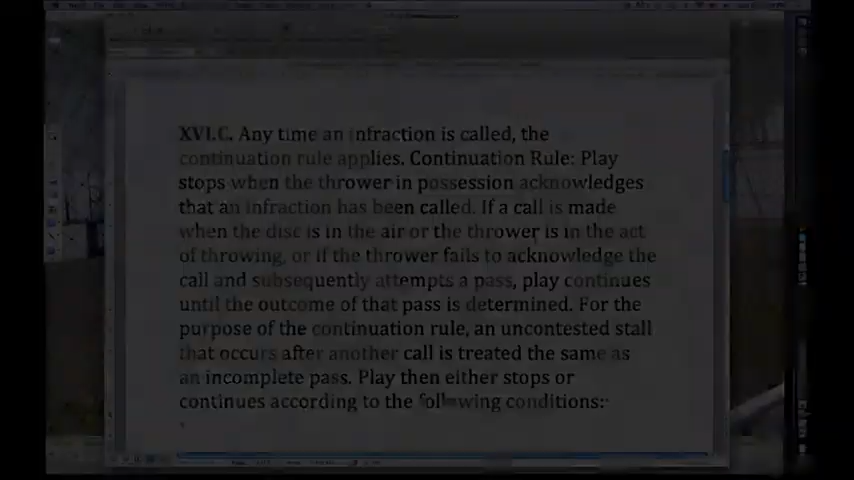 XVI.C. Any time an infraction is called, the
continuation rule applies. Continuation Rule: Play
stops when the thrower in possession acknowledges
that an infraction has been called. If a call is made
when the disc is in the air or the thrower is in the act
of throwing, or if the thrower fails to acknowledge the
call and subsequently attempts a pass, play continues
until the outcome of that pass is determined. For the
purpose of the continuation rule, an uncontested stall
that occurs after another call is treated the same as
an incomplete pass. Play then either stops or
continues according to the following conditions: